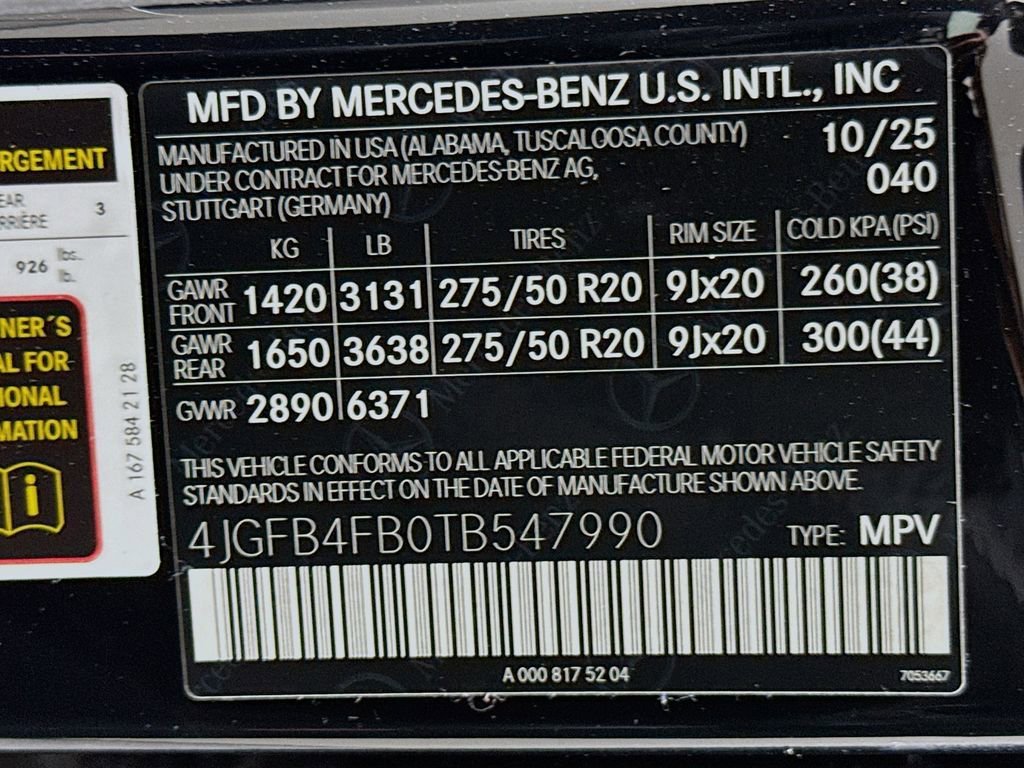 RGEMENT
EAR
RRIÈRE 3
926 lbs.
lb.
NER´S
AL FOR
IONAL
MATION
i
A 167 584 21 28
MFD BY MERCEDES-BENZ U.S. INTL., INC
MANUFACTURED IN USA (ALABAMA, TUSCALOOSA COUNTY) 10/25
UNDER CONTRACT FOR MERCEDES-BENZ AG, 040
STUTTGART (GERMANY)
KG LB TIRES RIM SIZE COLD KPA (PSI)
GAWR FRONT 1420 3131 275/50 R20 9Jx20 260(38)
GAWR REAR 1650 3638 275/50 R20 9Jx20 300(44)
GVWR 2890 6371
THIS VEHICLE CONFORMS TO ALL APPLICABLE FEDERAL MOTOR VEHICLE SAFETY
STANDARDS IN EFFECT ON THE DATE OF MANUFACTURE SHOWN ABOVE.
4JGFB4FB0TB547990 TYPE: MPV
A 000 817 52 04
7053667